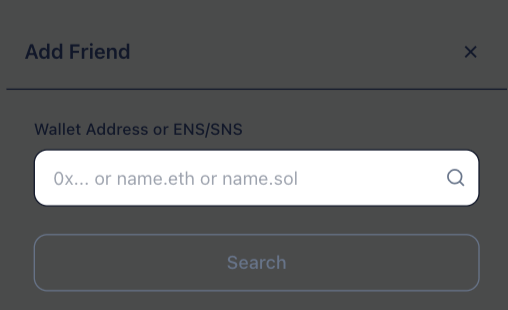 Add Friend
Wallet Address or ENS/SNS
0x... or name.eth or name.sol
Search